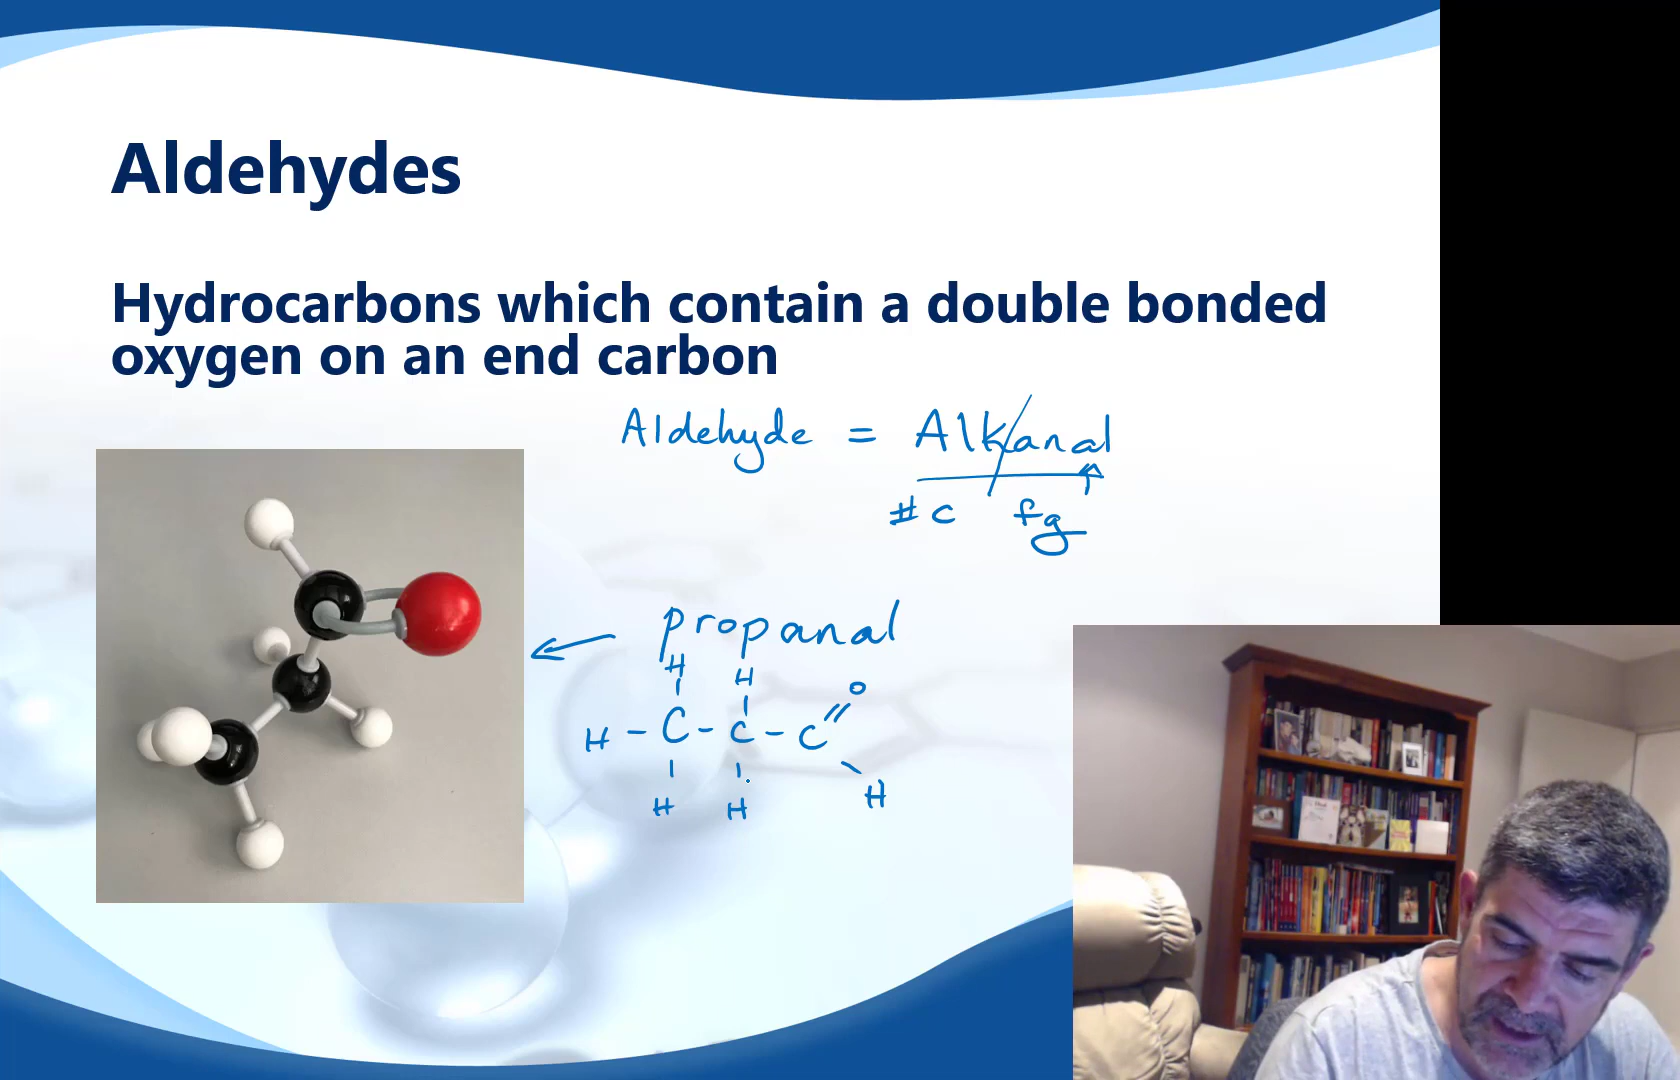 Aldehydes
Hydrocarbons which contain a double bonded
oxygen on an end carbon
Aldehyde = Alkanal
#c fg
propanal
H H O
H - C - C - C
H H H